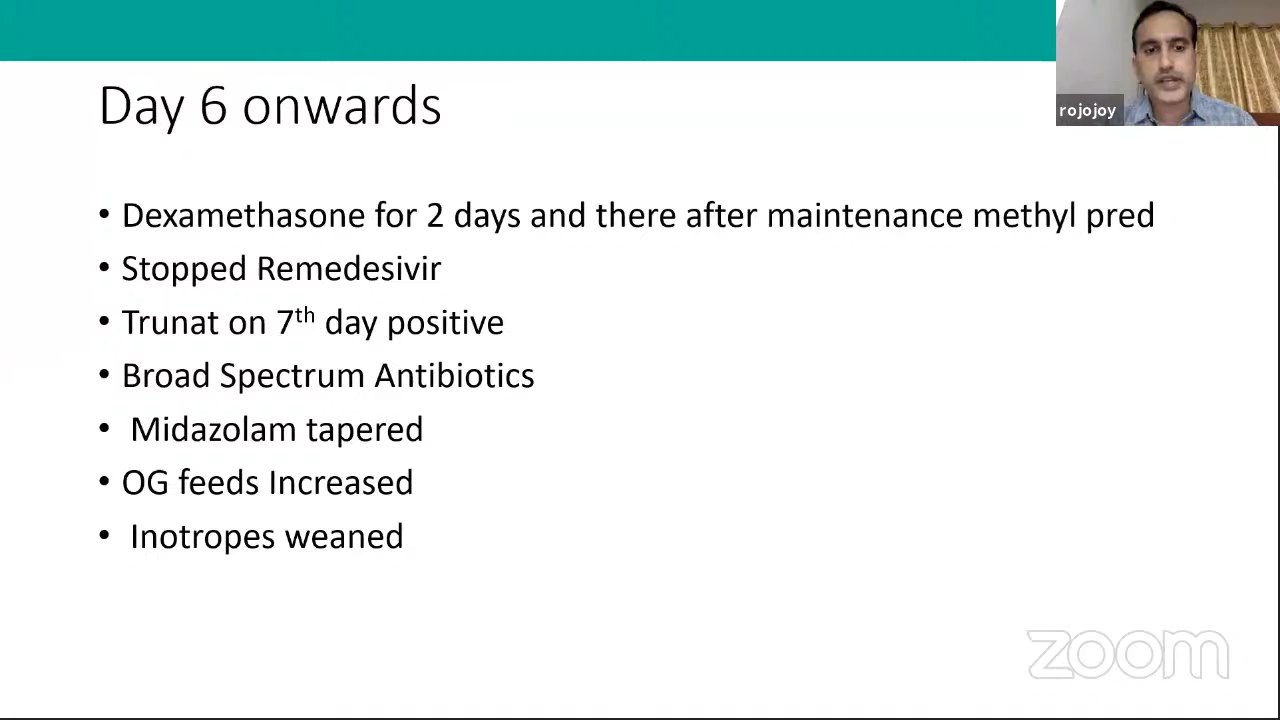 Day 6 onwards
rojojoy
• Dexamethasone for 2 days and there after maintenance methyl pred
• Stopped Remedesivir
• Trunat on 7th day positive
• Broad Spectrum Antibiotics
• Midazolam tapered
• OG feeds Increased
• Inotropes weaned
zoom